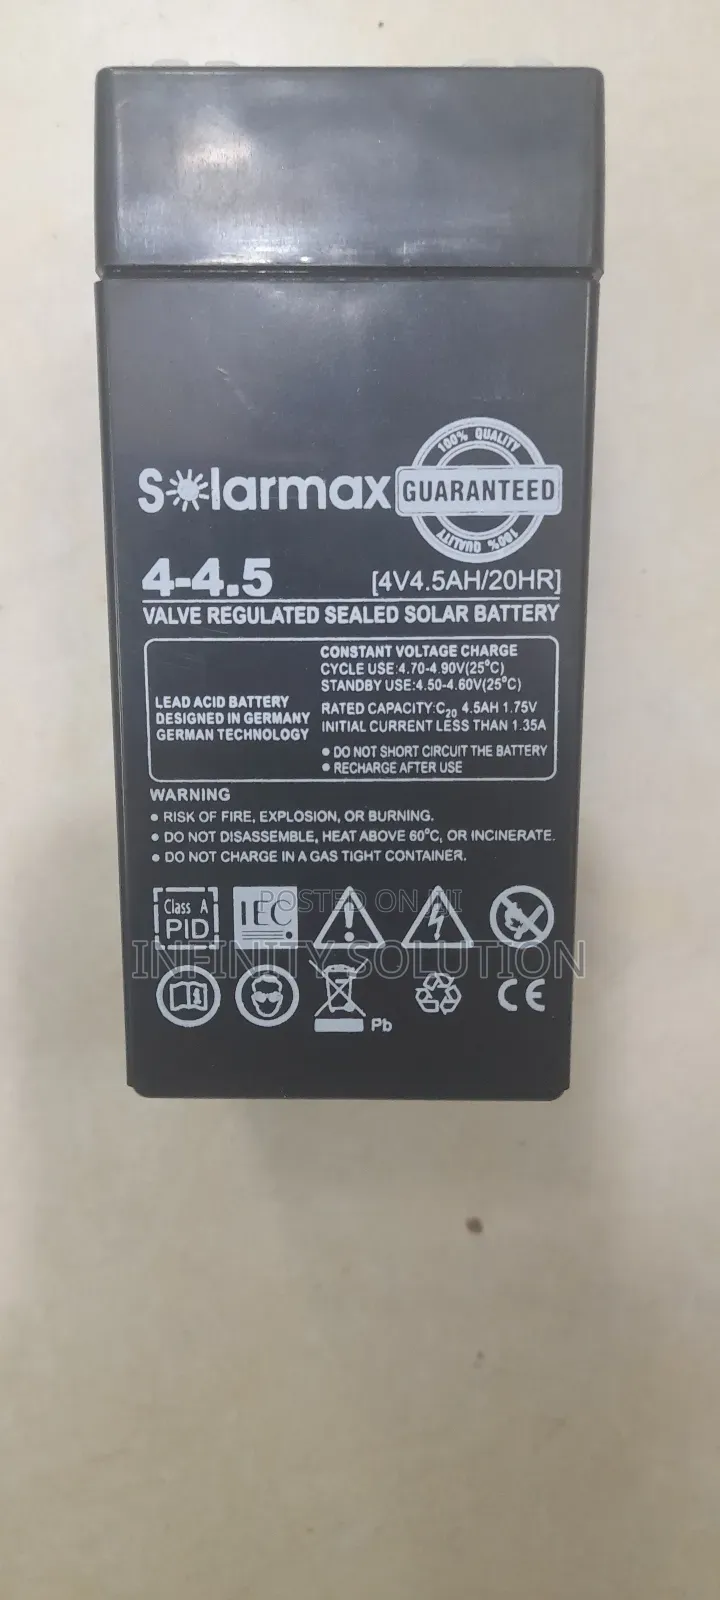 Solarmax
100% QUALITY
GUARANTEED
100% QUALITY
4-4.5
[4V4.5AH/20HR]
VALVE REGULATED SEALED SOLAR BATTERY
LEAD ACID BATTERY
DESIGNED IN GERMANY
GERMAN TECHNOLOGY
CONSTANT VOLTAGE CHARGE
CYCLE USE:4.70-4.90V(25°C)
STANDBY USE:4.50-4.60V(25°C)
RATED CAPACITY:C20 4.5AH 1.75V
INITIAL CURRENT LESS THAN 1.35A
• DO NOT SHORT CIRCUIT THE BATTERY
• RECHARGE AFTER USE
WARNING
• RISK OF FIRE, EXPLOSION, OR BURNING.
• DO NOT DISASSEMBLE, HEAT ABOVE 60°C, OR INCINERATE.
• DO NOT CHARGE IN A GAS TIGHT CONTAINER.
Class A
PID
IEC
POSTED ON JIJI
INFINITY SOLUTION
Pb
CE